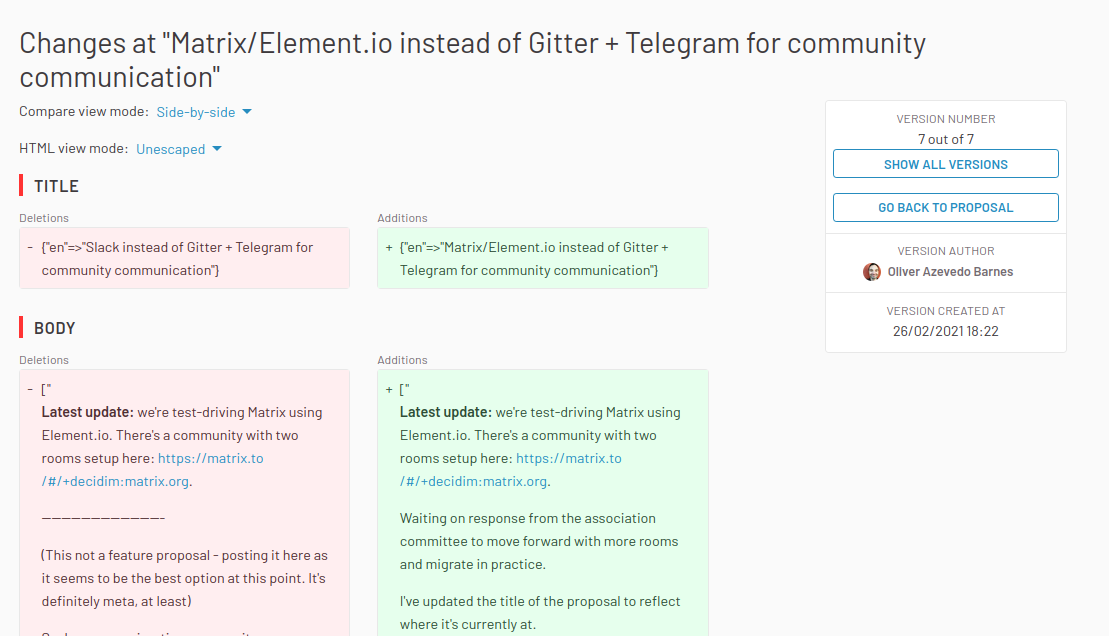 Changes at "Matrix/Element.io instead of Gitter + Telegram for community
communication"
Compare view mode: Side-by-side
HTML view mode: Unescaped
TITLE
Deletions
- {"en"=>"Slack instead of Gitter + Telegram for
community communication"}
Additions
+ {"en"=>"Matrix/Element.io instead of Gitter +
Telegram for community communication"}
BODY
Deletions
- ["
Latest update: we're test-driving Matrix using
Element.io. There's a community with two
rooms setup here: https://matrix.to
/#/+decidim:matrix.org.
-------------------------
(This not a feature proposal - posting it here as
it seems to be the best option at this point. It's
definitely meta, at least)
Additions
+ ["
Latest update: we're test-driving Matrix using
Element.io. There's a community with two
rooms setup here: https://matrix.to
/#/+decidim:matrix.org.
Waiting on response from the association
committee to move forward with more rooms
and migrate in practice.
I've updated the title of the proposal to reflect
where it's currently at.
VERSION NUMBER
7 out of 7
SHOW ALL VERSIONS
GO BACK TO PROPOSAL
VERSION AUTHOR
Oliver Azevedo Barnes
VERSION CREATED AT
26/02/2021 18:22